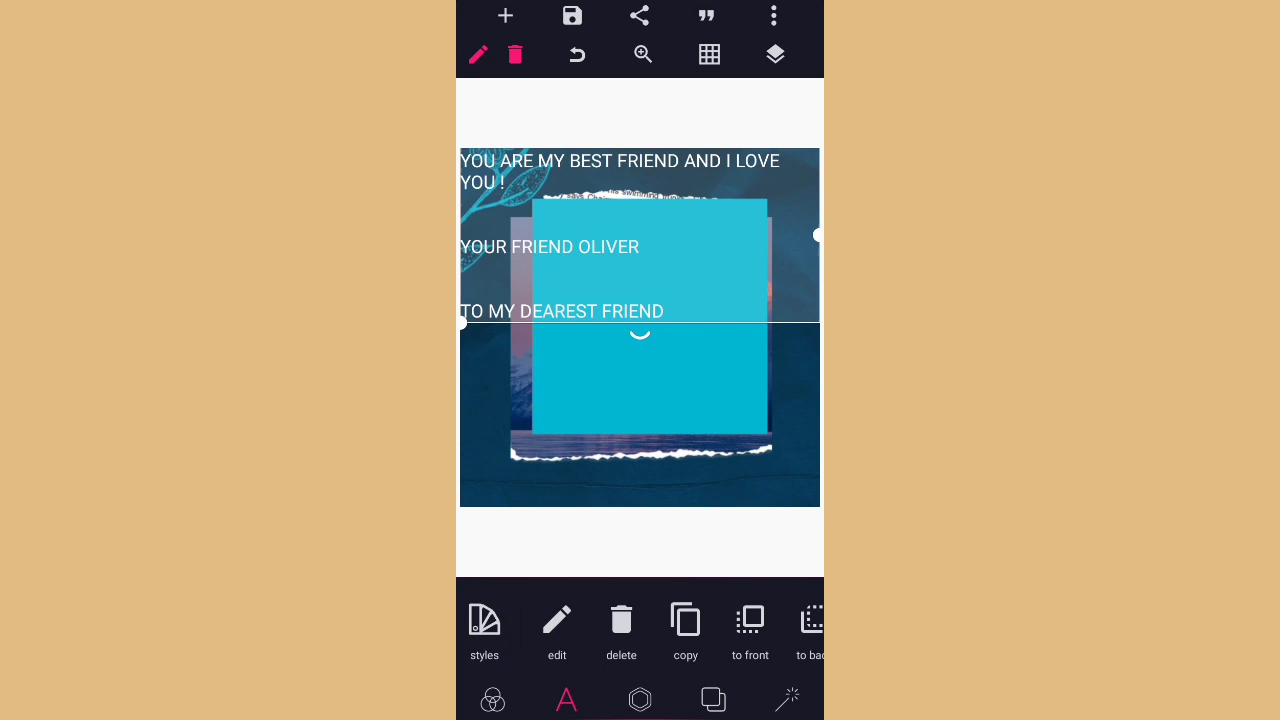 YOU ARE MY BEST FRIEND AND I LOVE
YOU !
YOUR FRIEND OLIVER
TO MY DEAREST FRIEND
styles
edit
delete
copy
to front
to bac